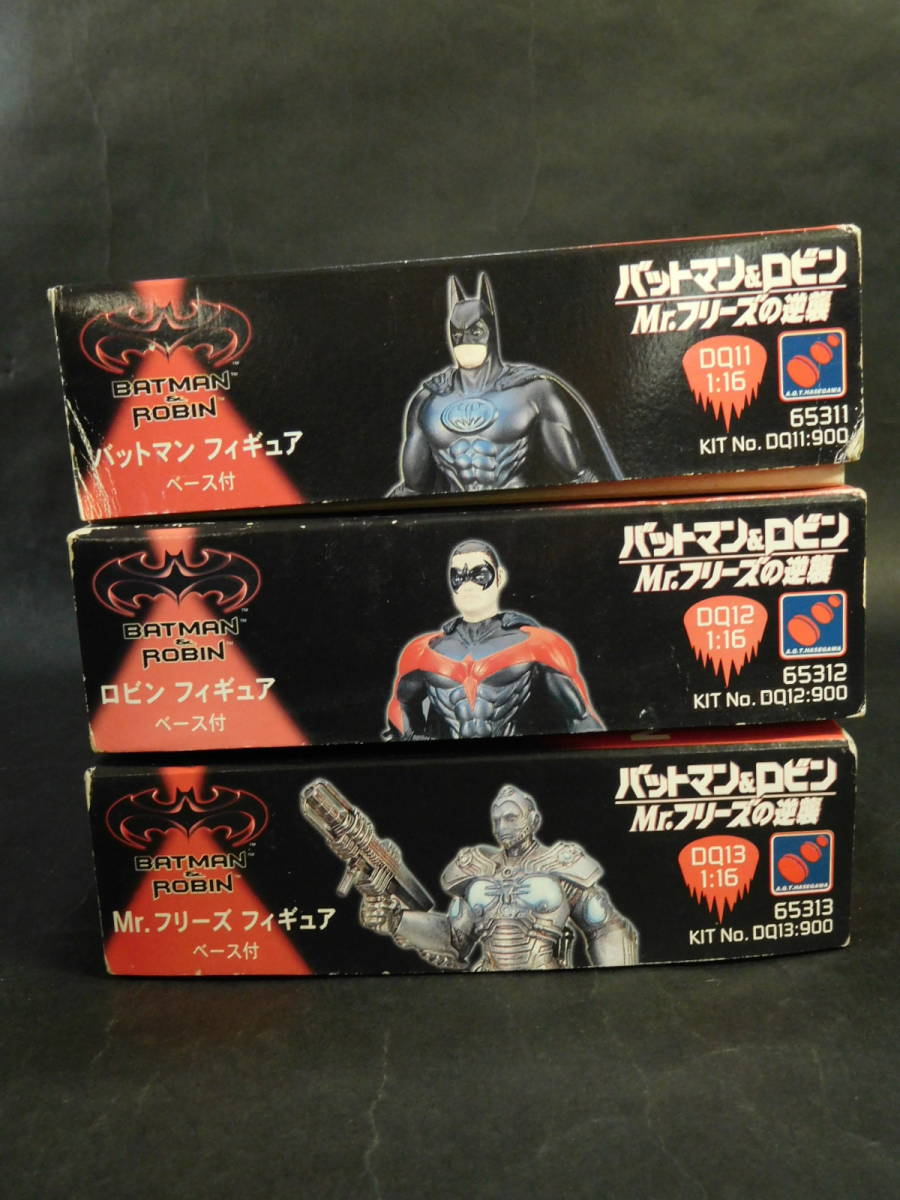 BATMAN™
&
ROBIN™
バットマン フィギュア
ベース付
バットマン&ロビン
Mr.フリーズの逆襲
DQ11
1:16
A.G.T.HASEGAWA
65311
KIT No. DQ11:900
BATMAN™
&
ROBIN™
ロビン フィギュア
ベース付
バットマン&ロビン
Mr.フリーズの逆襲
DQ12
1:16
A.G.T.HASEGAWA
65312
KIT No. DQ12:900
BATMAN™
&
ROBIN™
Mr.フリーズ フィギュア
ベース付
バットマン&ロビン
Mr.フリーズの逆襲
DQ13
1:16
A.G.T.HASEGAWA
65313
KIT No. DQ13:900